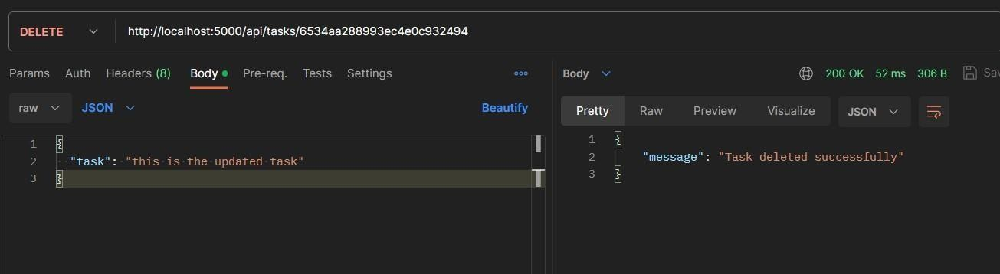 DELETE http://localhost:5000/api/tasks/6534aa288993ec4e0c932494
Params Auth Headers (8) Body Pre-req. Tests Settings
raw JSON Beautify
1 {
2 "task": "this is the updated task"
3 }
Body 200 OK 52 ms 306 B
Pretty Raw Preview Visualize JSON
1 {
2 "message": "Task deleted successfully"
3 }